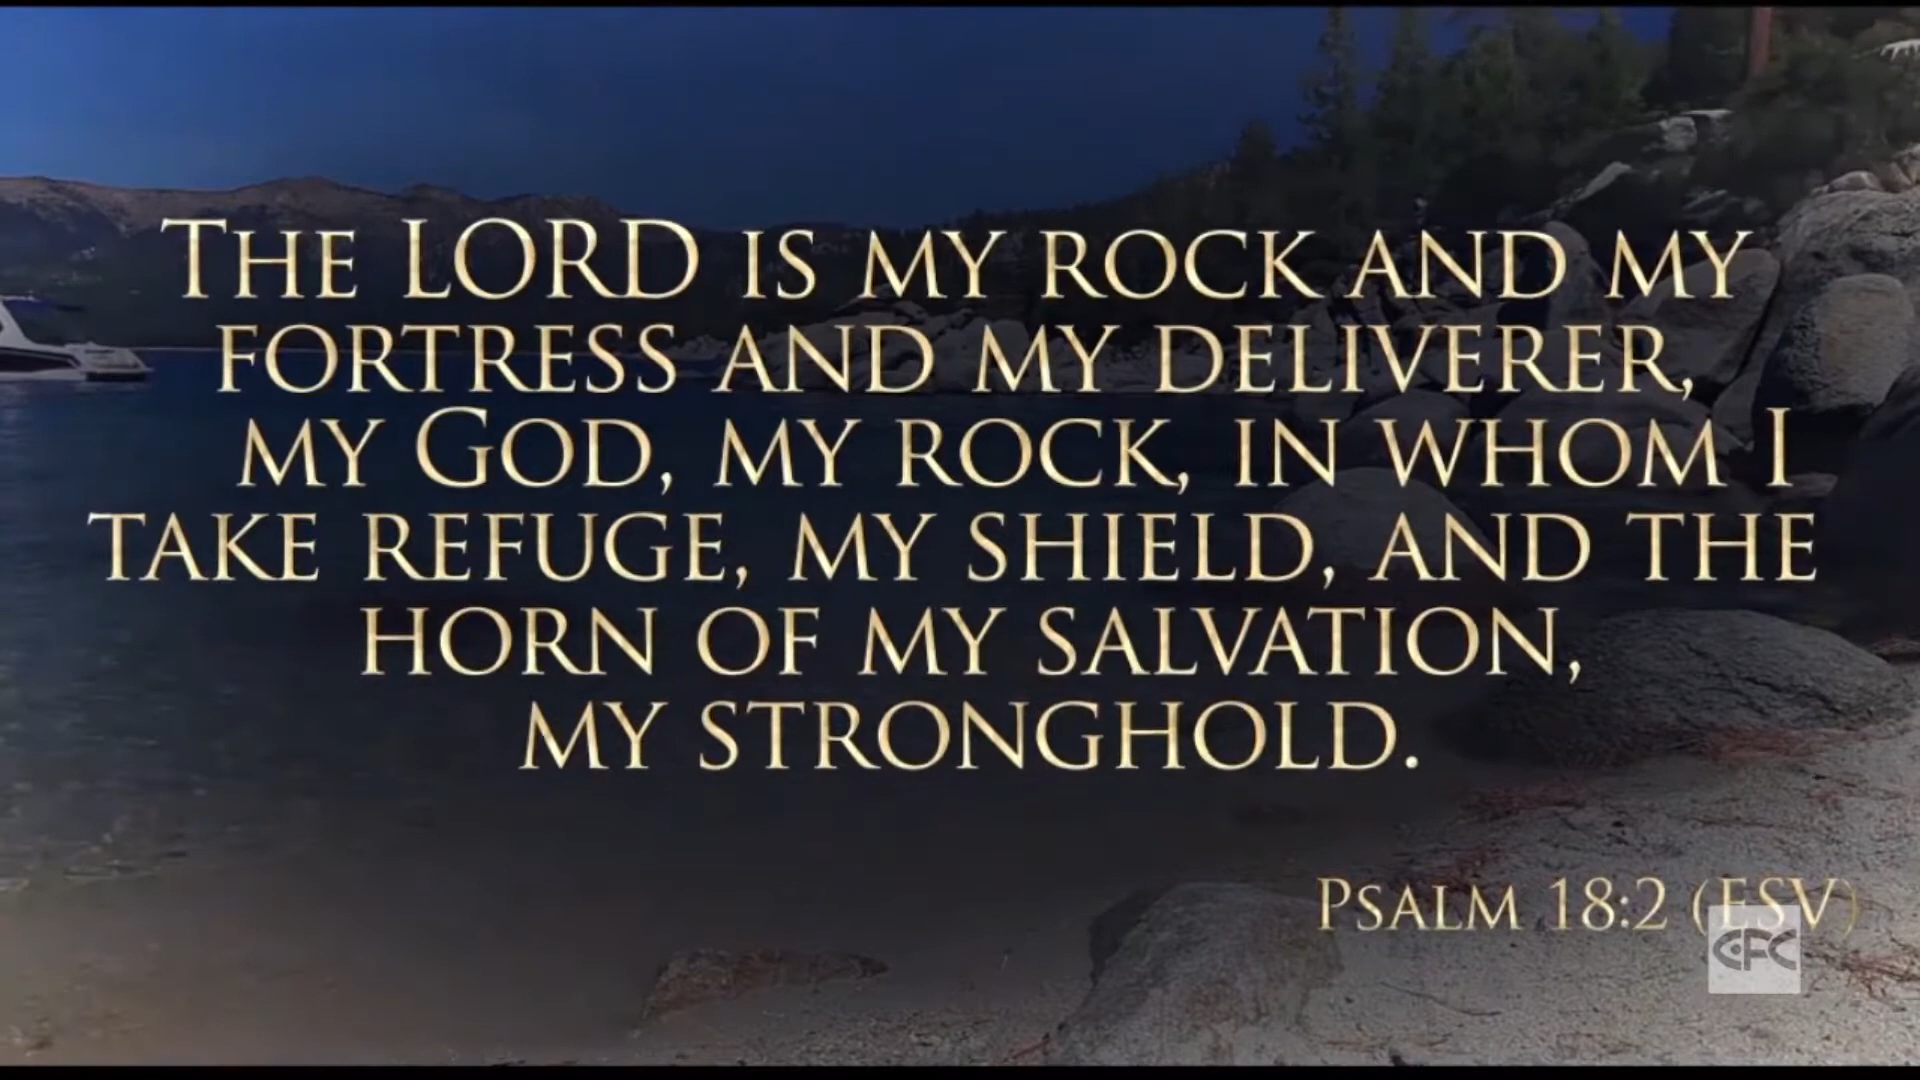 The LORD is my rock and my
fortress and my deliverer,
my God, my rock, in whom I
take refuge, my shield, and the
horn of my salvation,
my stronghold.
Psalm 18:2 (ESV)
CFC